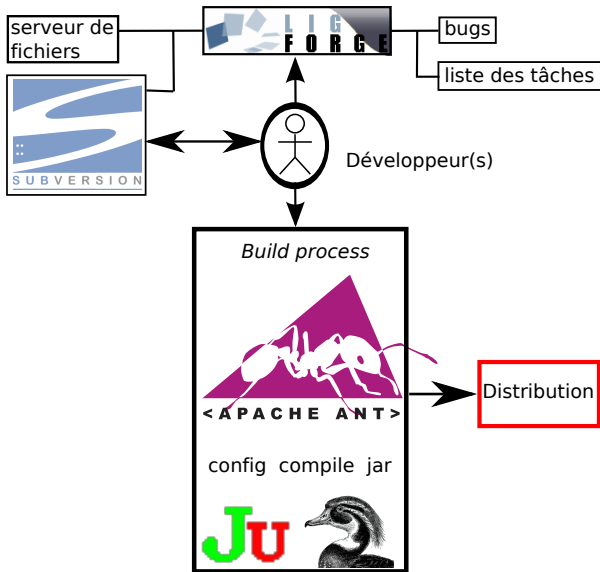 serveur de
fichiers
LIG
FORGE
bugs
liste des tâches
SUBVERSION
Développeur(s)
Build process
<APACHE ANT>
Distribution
config compile jar
JU